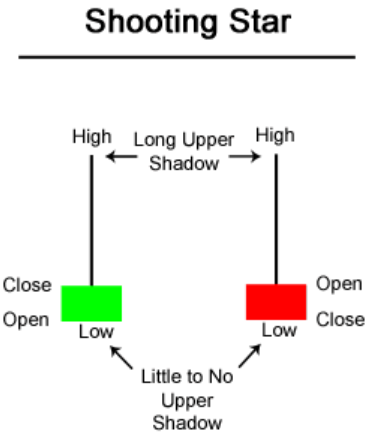 Shooting Star
High
Long Upper
Shadow
High
Close
Open
Low
Open
Close
Low
Little to No
Upper
Shadow